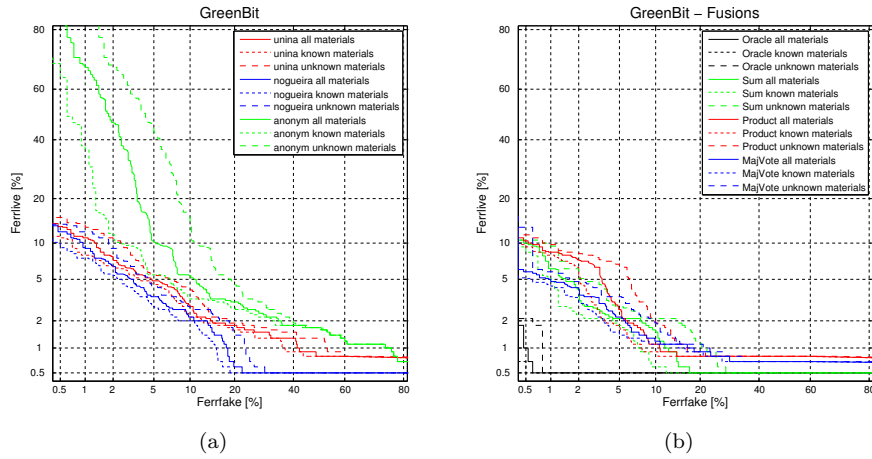 GreenBit
80
60
40
20
10
5
2
1
0.5
Ferrlive [%]
unina all materials
unina known materials
unina unknown materials
nogueira all materials
nogueira known materials
nogueira unknown materials
anonym all materials
anonym known materials
anonym unknown materials
0.5 1 2 5 10 20 40 60 80
Ferrfake [%]
(a)
GreenBit – Fusions
80
60
40
20
10
5
2
1
0.5
Ferrlive [%]
Oracle all materials
Oracle known materials
Oracle unknown materials
Sum all materials
Sum known materials
Sum unknown materials
Product all materials
Product known materials
Product unknown materials
MajVote all materials
MajVote known materials
MajVote unknown materials
0.5 1 2 5 10 20 40 60 80
Ferrfake [%]
(b)